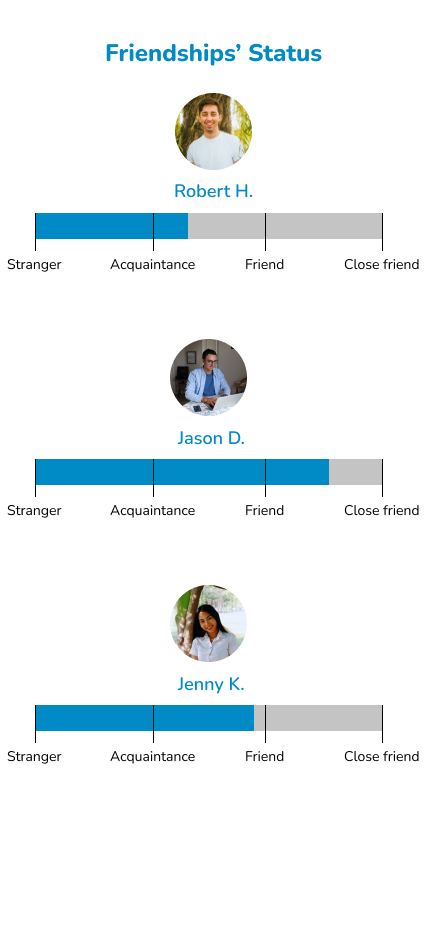 Friendships’ Status
Robert H.
Stranger Acquaintance Friend Close friend
Jason D.
Stranger Acquaintance Friend Close friend
Jenny K.
Stranger Acquaintance Friend Close friend